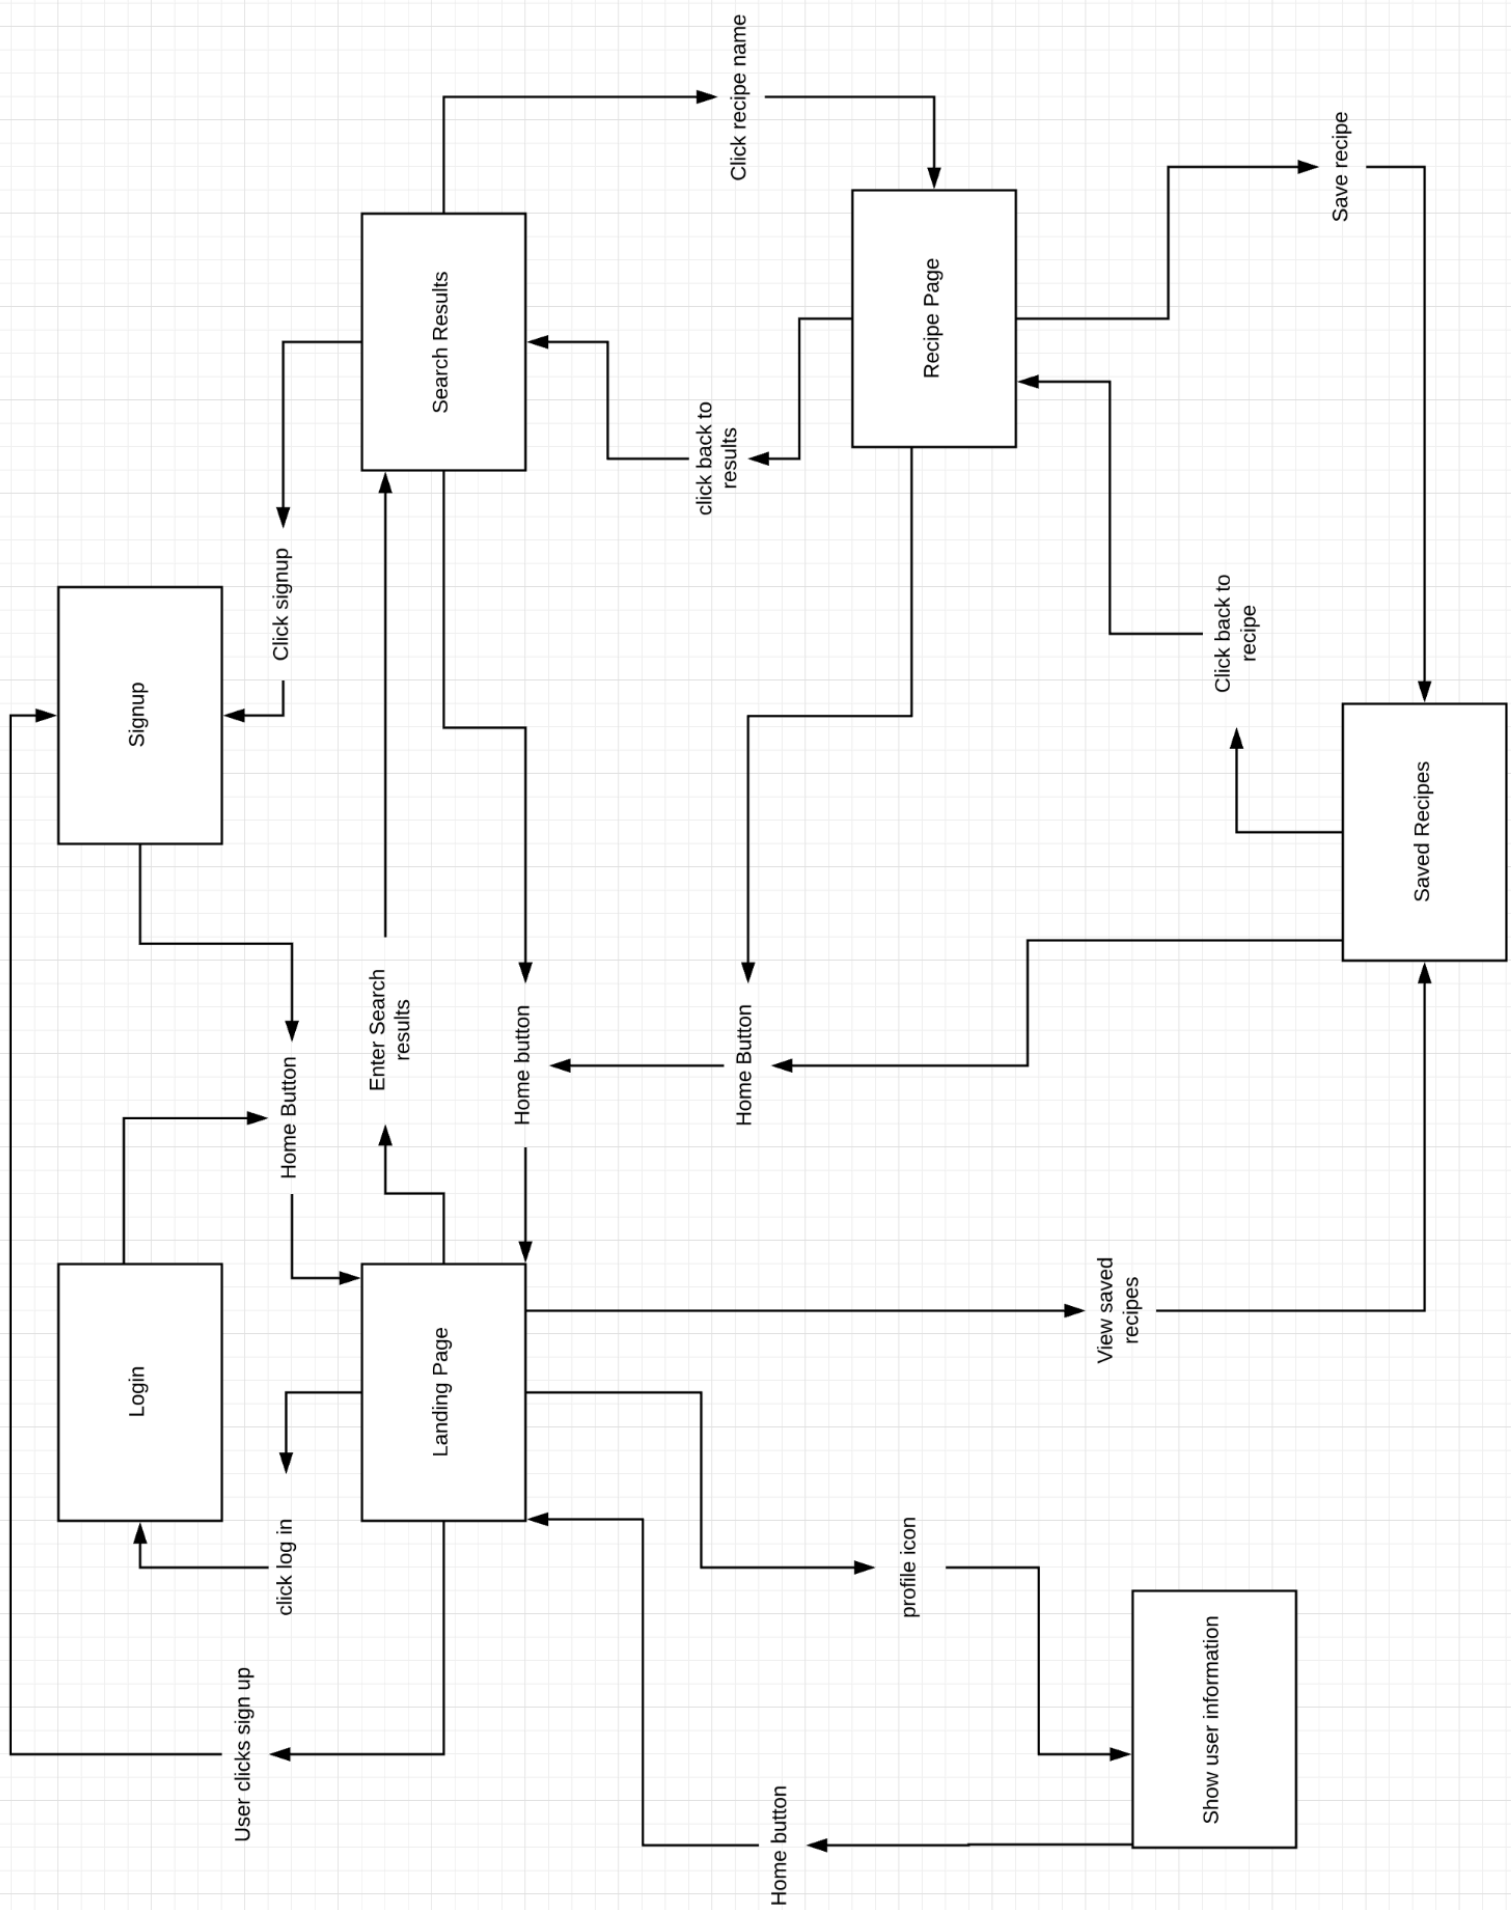 Login
Signup
User clicks sign up
click log in
Home Button
Click signup
Enter Search
results
Landing Page
Search Results
Home button
click back to
results
Home Button
Click recipe name
Home button
profile icon
Recipe Page
View saved
recipes
Show user information
Click back to
recipe
Save recipe
Saved Recipes